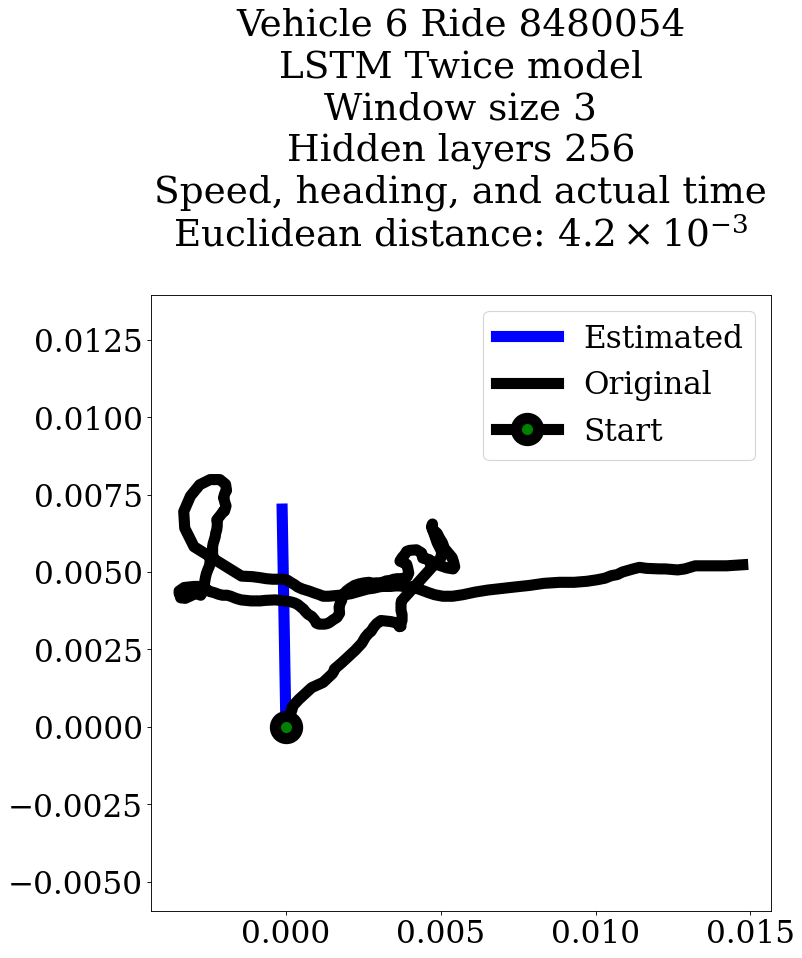 Vehicle 6 Ride 8480054
LSTM Twice model
Window size 3
Hidden layers 256
Speed, heading, and actual time
Euclidean distance: 4.2 × 10⁻³
Estimated
Original
Start
0.0125
0.0100
0.0075
0.0050
0.0025
0.0000
−0.0025
−0.0050
0.000 0.005 0.010 0.015